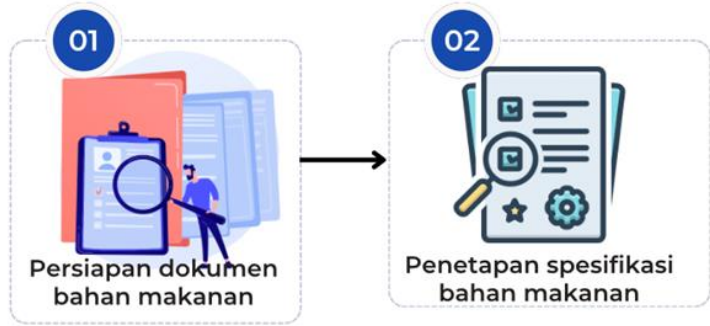 01
Persiapan dokumen
bahan makanan
02
Penetapan spesifikasi
bahan makanan